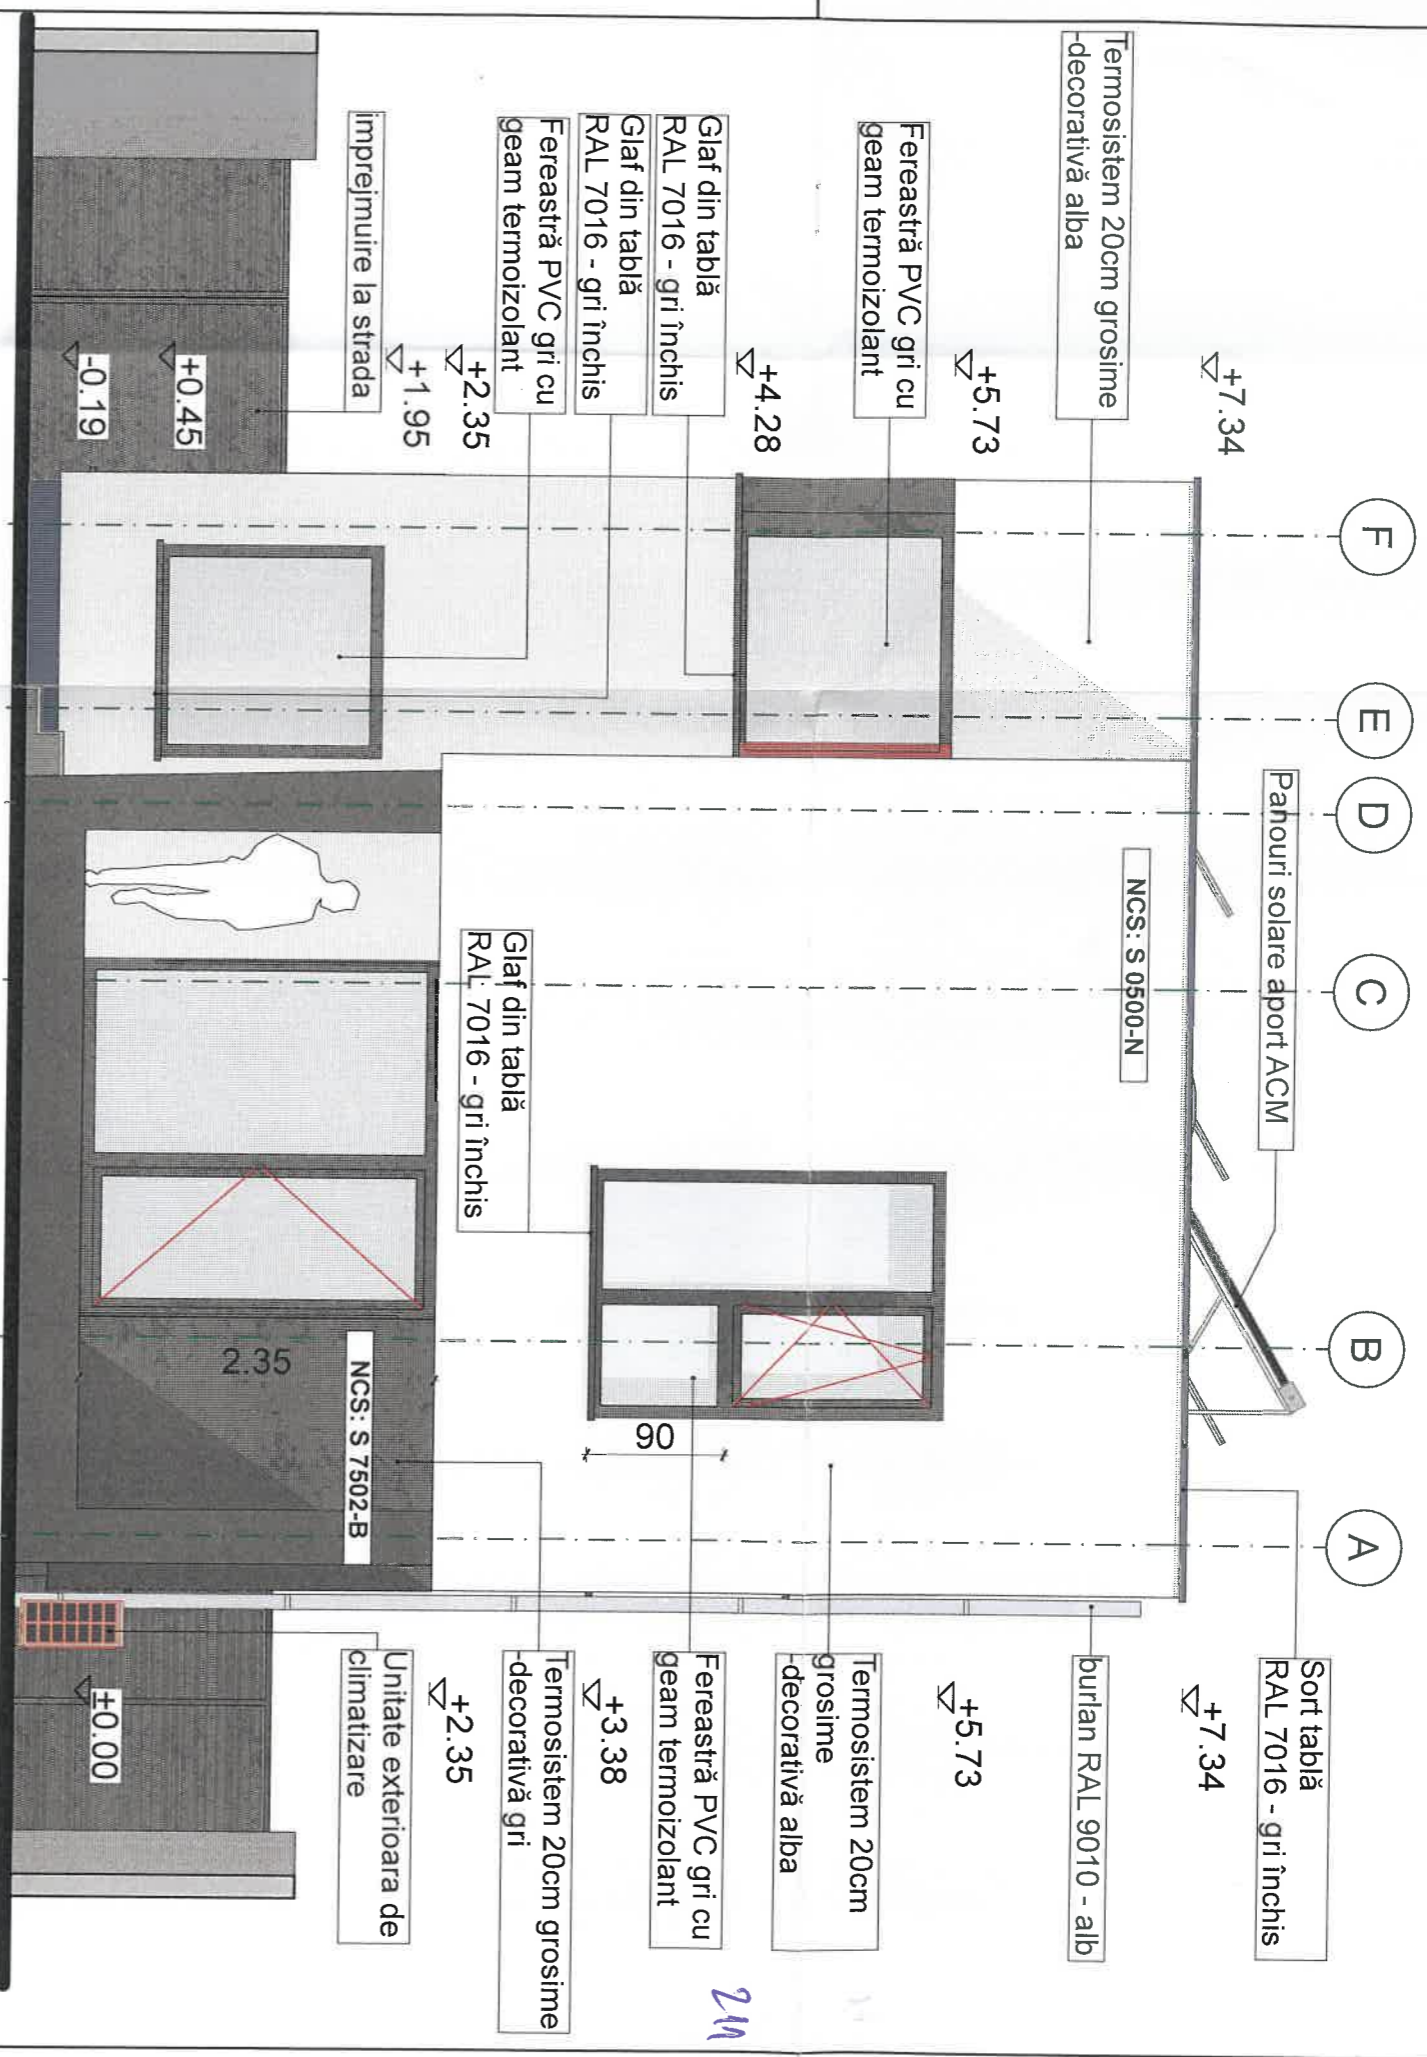 F
E
D
C
B
A
Termosistem 20cm grosime
-decorativă alba
+7.34
+5.73
Fereastră PVC gri cu
geam termoizolant
+4.28
Glaf din tablă
RAL 7016 - gri închis
Glaf din tablă
RAL 7016 - gri închis
Fereastră PVC gri cu
geam termoizolant
+2.35
+1.95
imprejmuire la strada
+0.45
-0.19
Panouri solare aport ACM
NCS: S 0500-N
Glaf din tablă
RAL 7016 - gri închis
90
NCS: S 7502-B
2.35
Sort tablă
RAL 7016 - gri închis
+7.34
burlan RAL 9010 - alb
+5.73
Termosistem 20cm
grosime
-decorativă alba
Fereastră PVC gri cu
geam termoizolant
+3.38
Termosistem 20cm grosime
-decorativă gri
+2.35
Unitate exterioara de
climatizare
±0.00